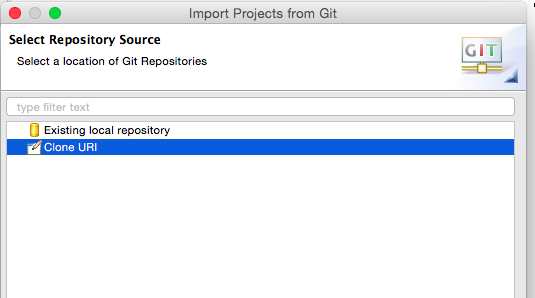 Import Projects from Git
Select Repository Source
Select a location of Git Repositories
GIT
type filter text
Existing local repository
Clone URI